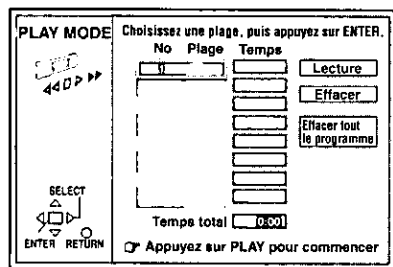 PLAY MODE
Choisissez une plage, puis appuyez sur ENTER.
No Plage Temps
Lecture
Effacer
Effacer tout
le programme
SELECT
ENTER RETURN
Temps total 0:00
Appuyez sur PLAY pour commencer